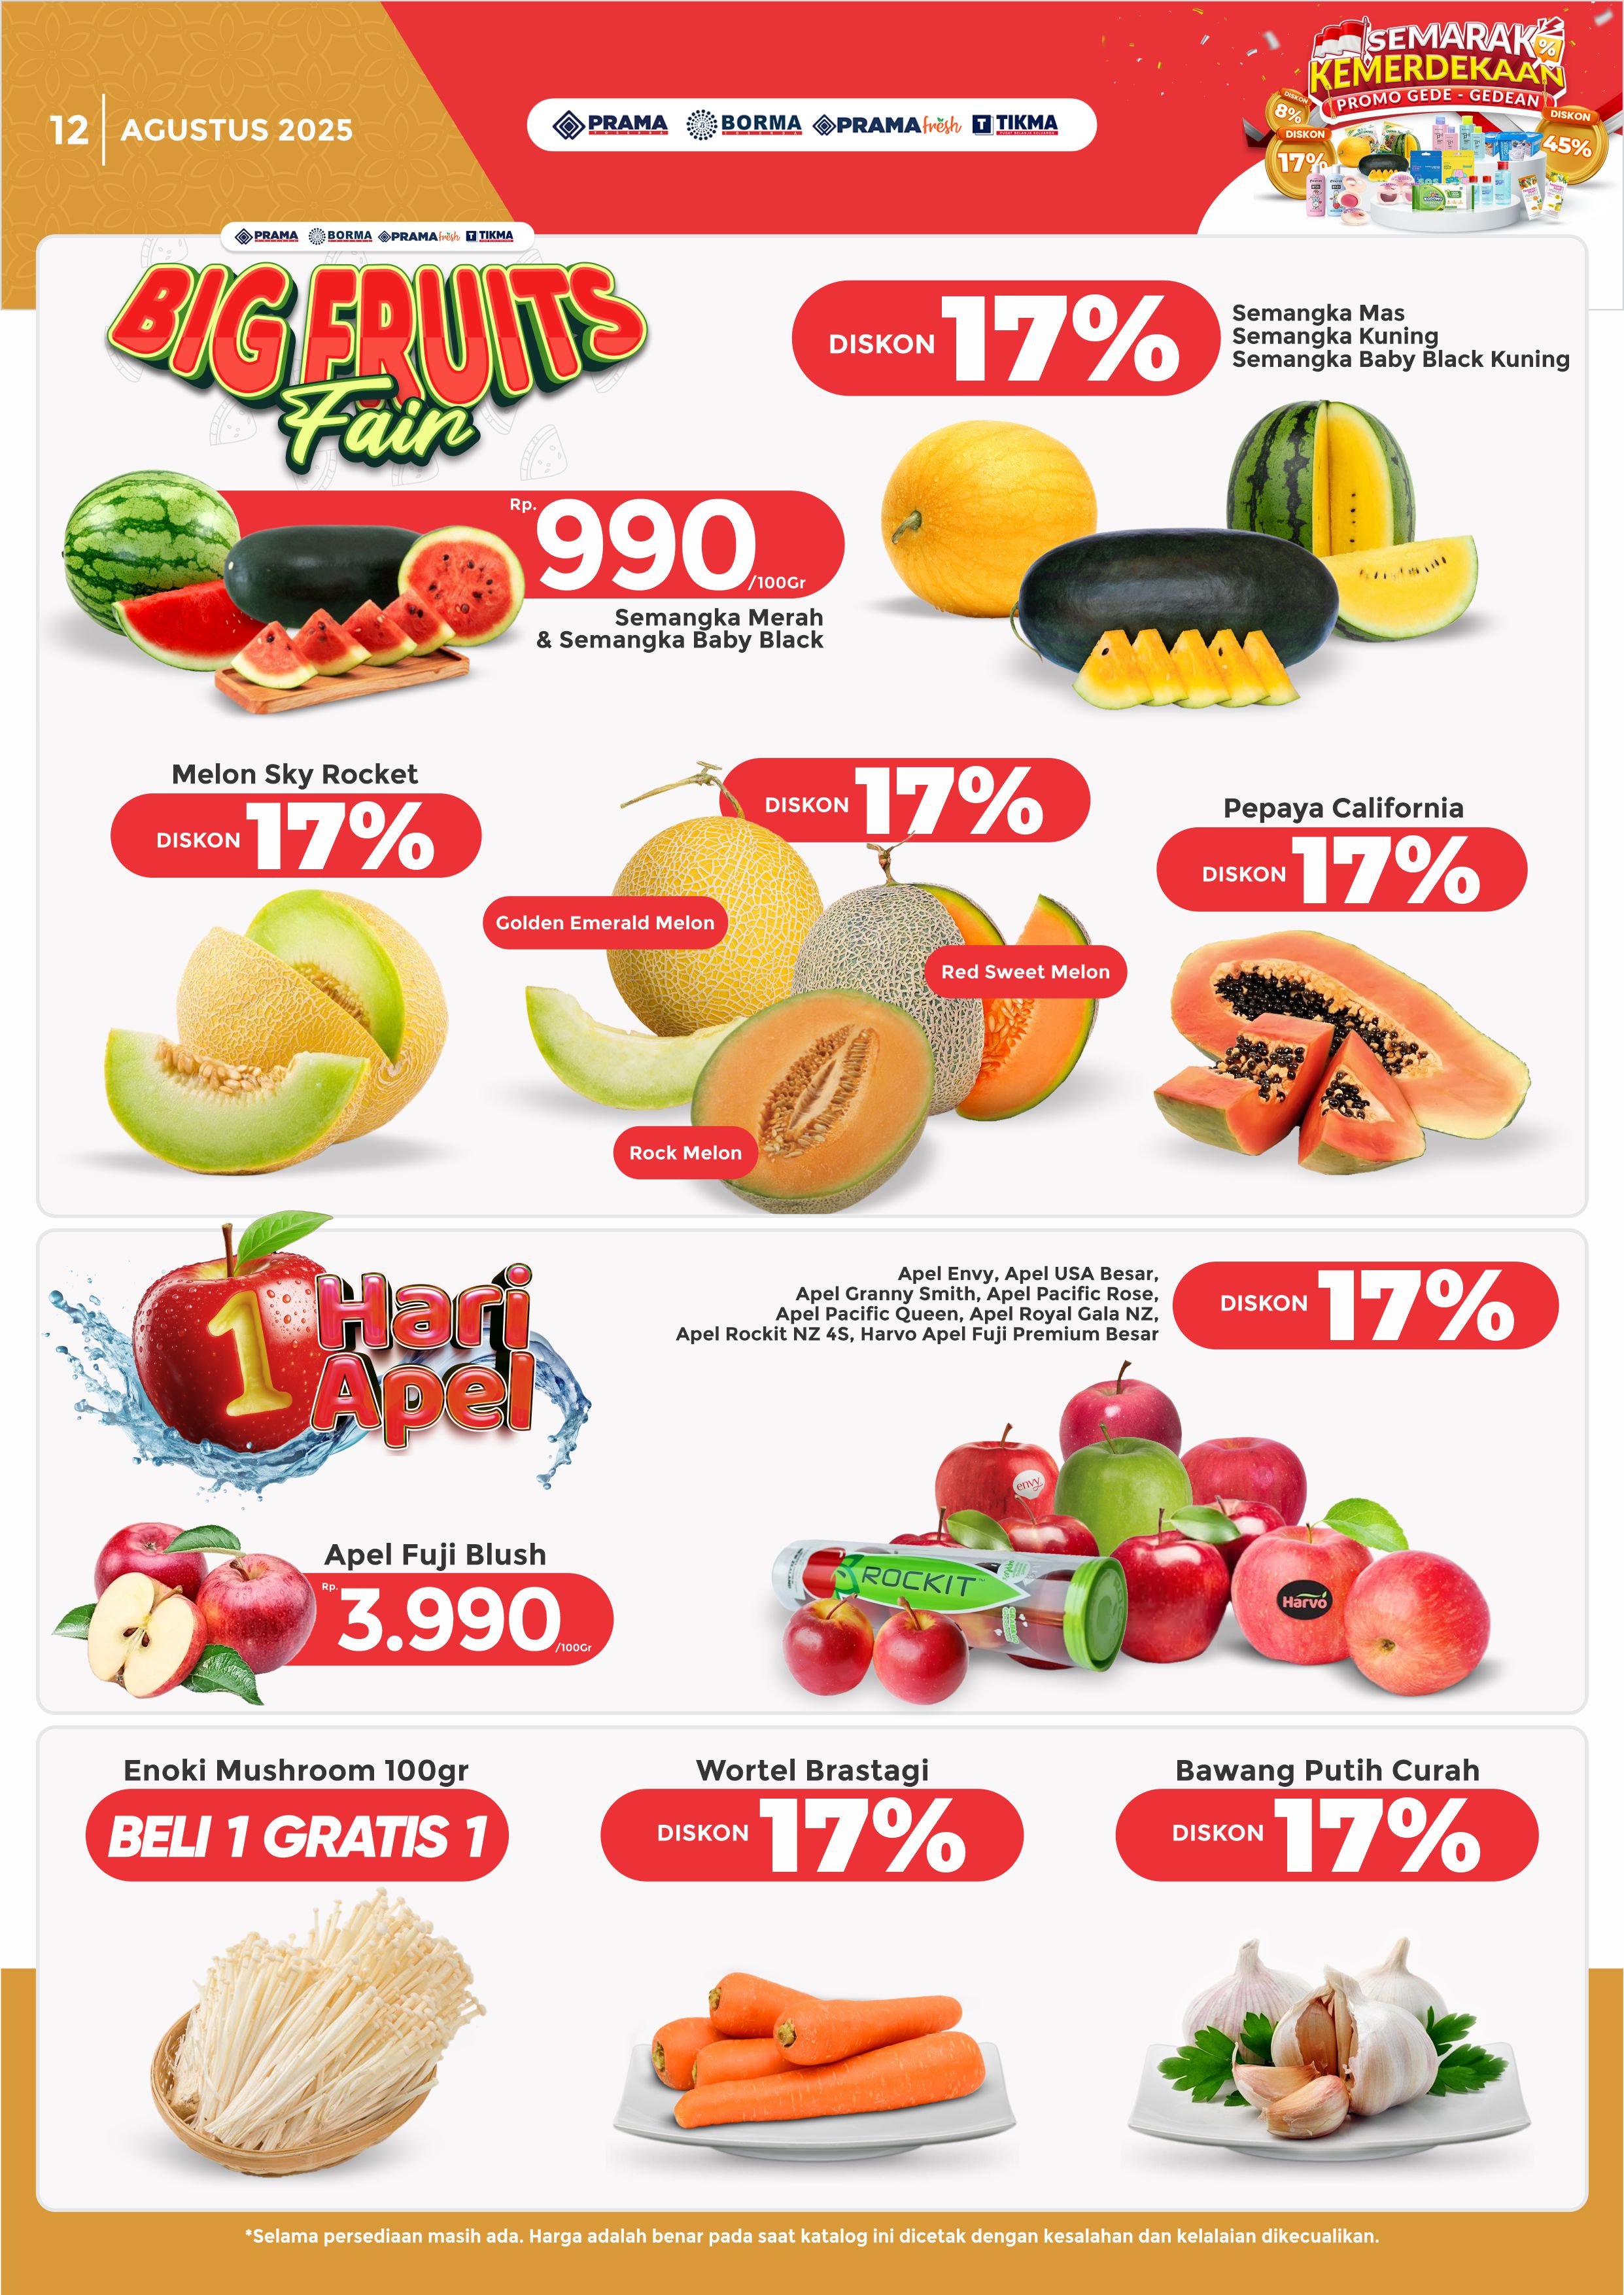 12
AGUSTUS 2025
PRAMA
BORMA
PRAMA fresh
TIKMA
SEMARAK
KEMERDEKAAN
PROMO GEDE - GEDEAN
DISKON
8%
DISKON
17%
DISKON
45%
PRAMA
BORMA
PRAMA fresh
TIKMA
BIG FRUITS
Fair
DISKON 17%
Semangka Mas
Semangka Kuning
Semangka Baby Black Kuning
Rp. 990 /100Gr
Semangka Merah
& Semangka Baby Black
Melon Sky Rocket
DISKON 17%
DISKON 17%
Golden Emerald Melon
Red Sweet Melon
Rock Melon
Pepaya California
DISKON 17%
1 Hari
Apel
Apel Envy, Apel USA Besar,
Apel Granny Smith, Apel Pacific Rose,
Apel Pacific Queen, Apel Royal Gala NZ,
Apel Rockit NZ 4S, Harvo Apel Fuji Premium Besar
DISKON 17%
envy
ROCKIT
Harvo
Apel Fuji Blush
Rp. 3.990 /100Gr
Enoki Mushroom 100gr
BELI 1 GRATIS 1
Wortel Brastagi
DISKON 17%
Bawang Putih Curah
DISKON 17%
*Selama persediaan masih ada. Harga adalah benar pada saat katalog ini dicetak dengan kesalahan dan kelalaian dikecualikan.